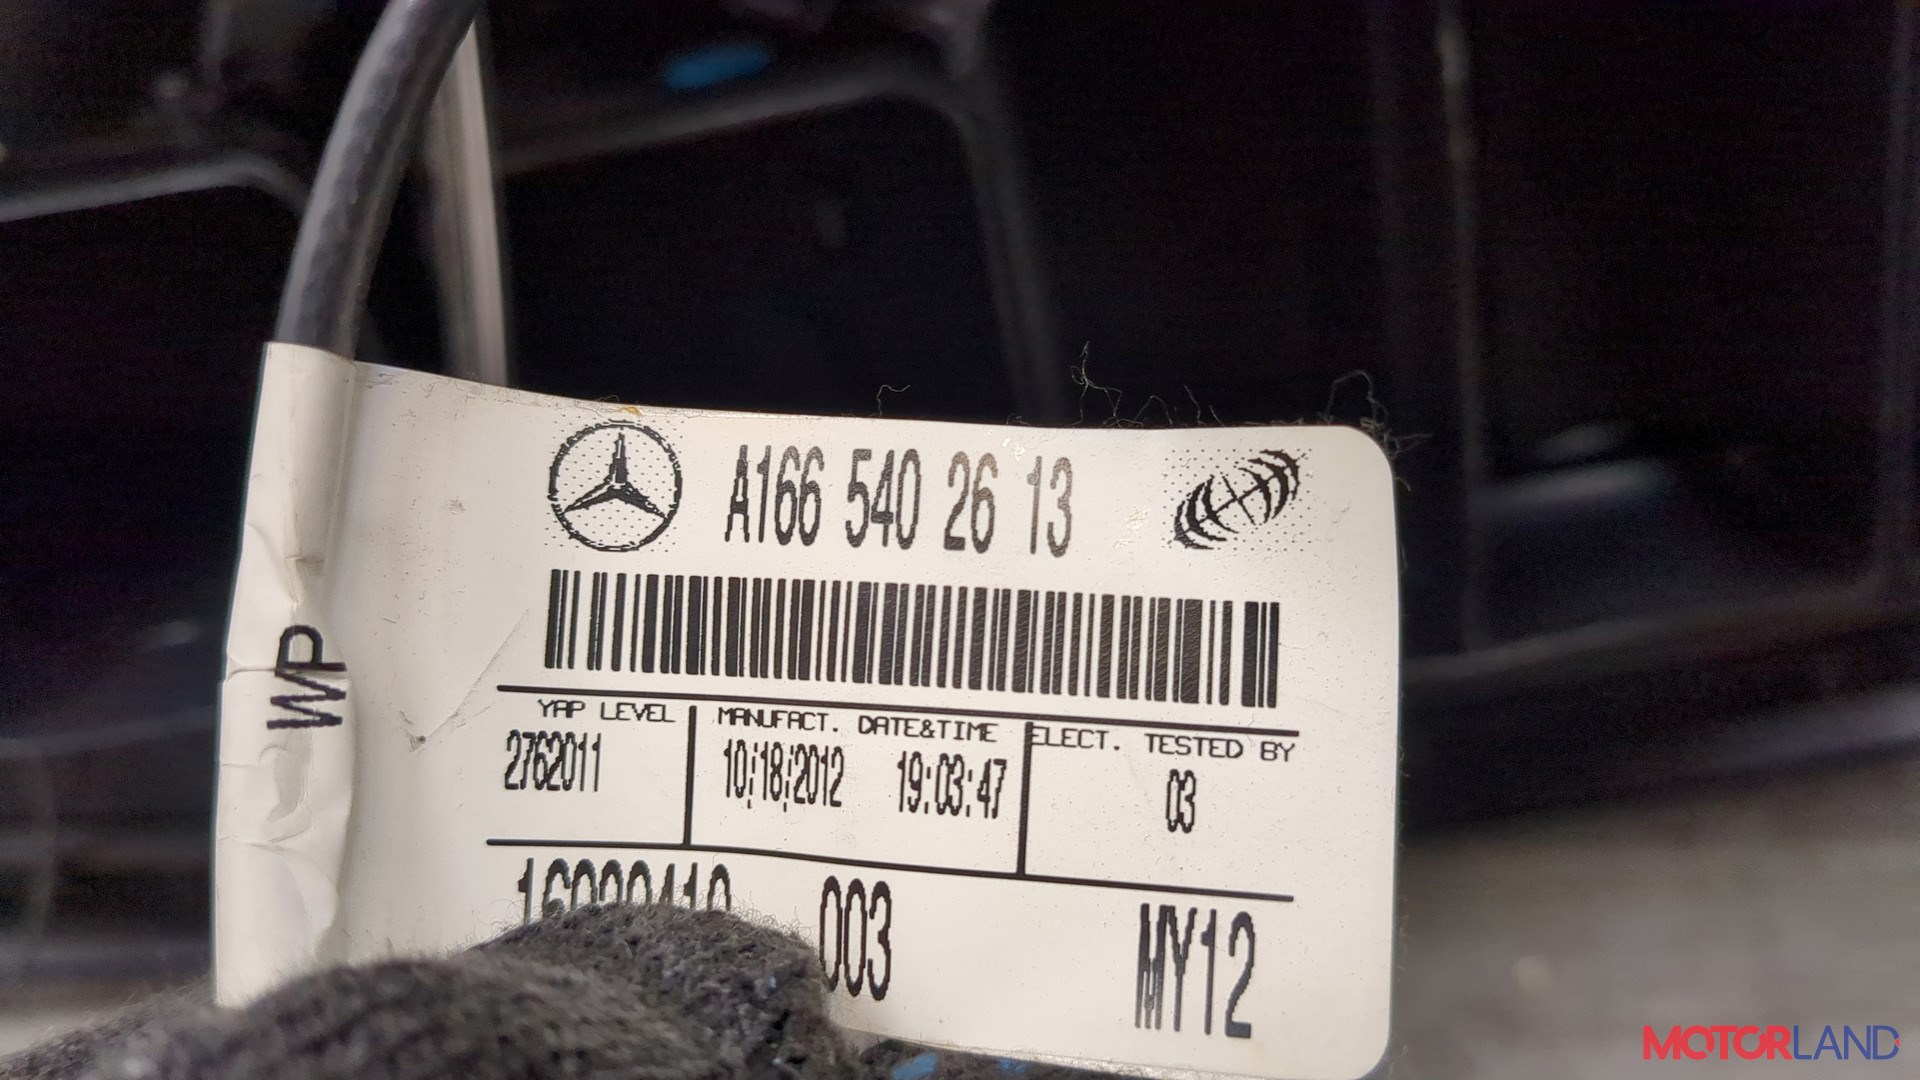 A166 540 26 13
YAP LEVEL MANUFACT. DATE&TIME ELECT. TESTED BY
2762011 10/18/2012 19:03:47 03
003 MY12
WP
MOTORLAND